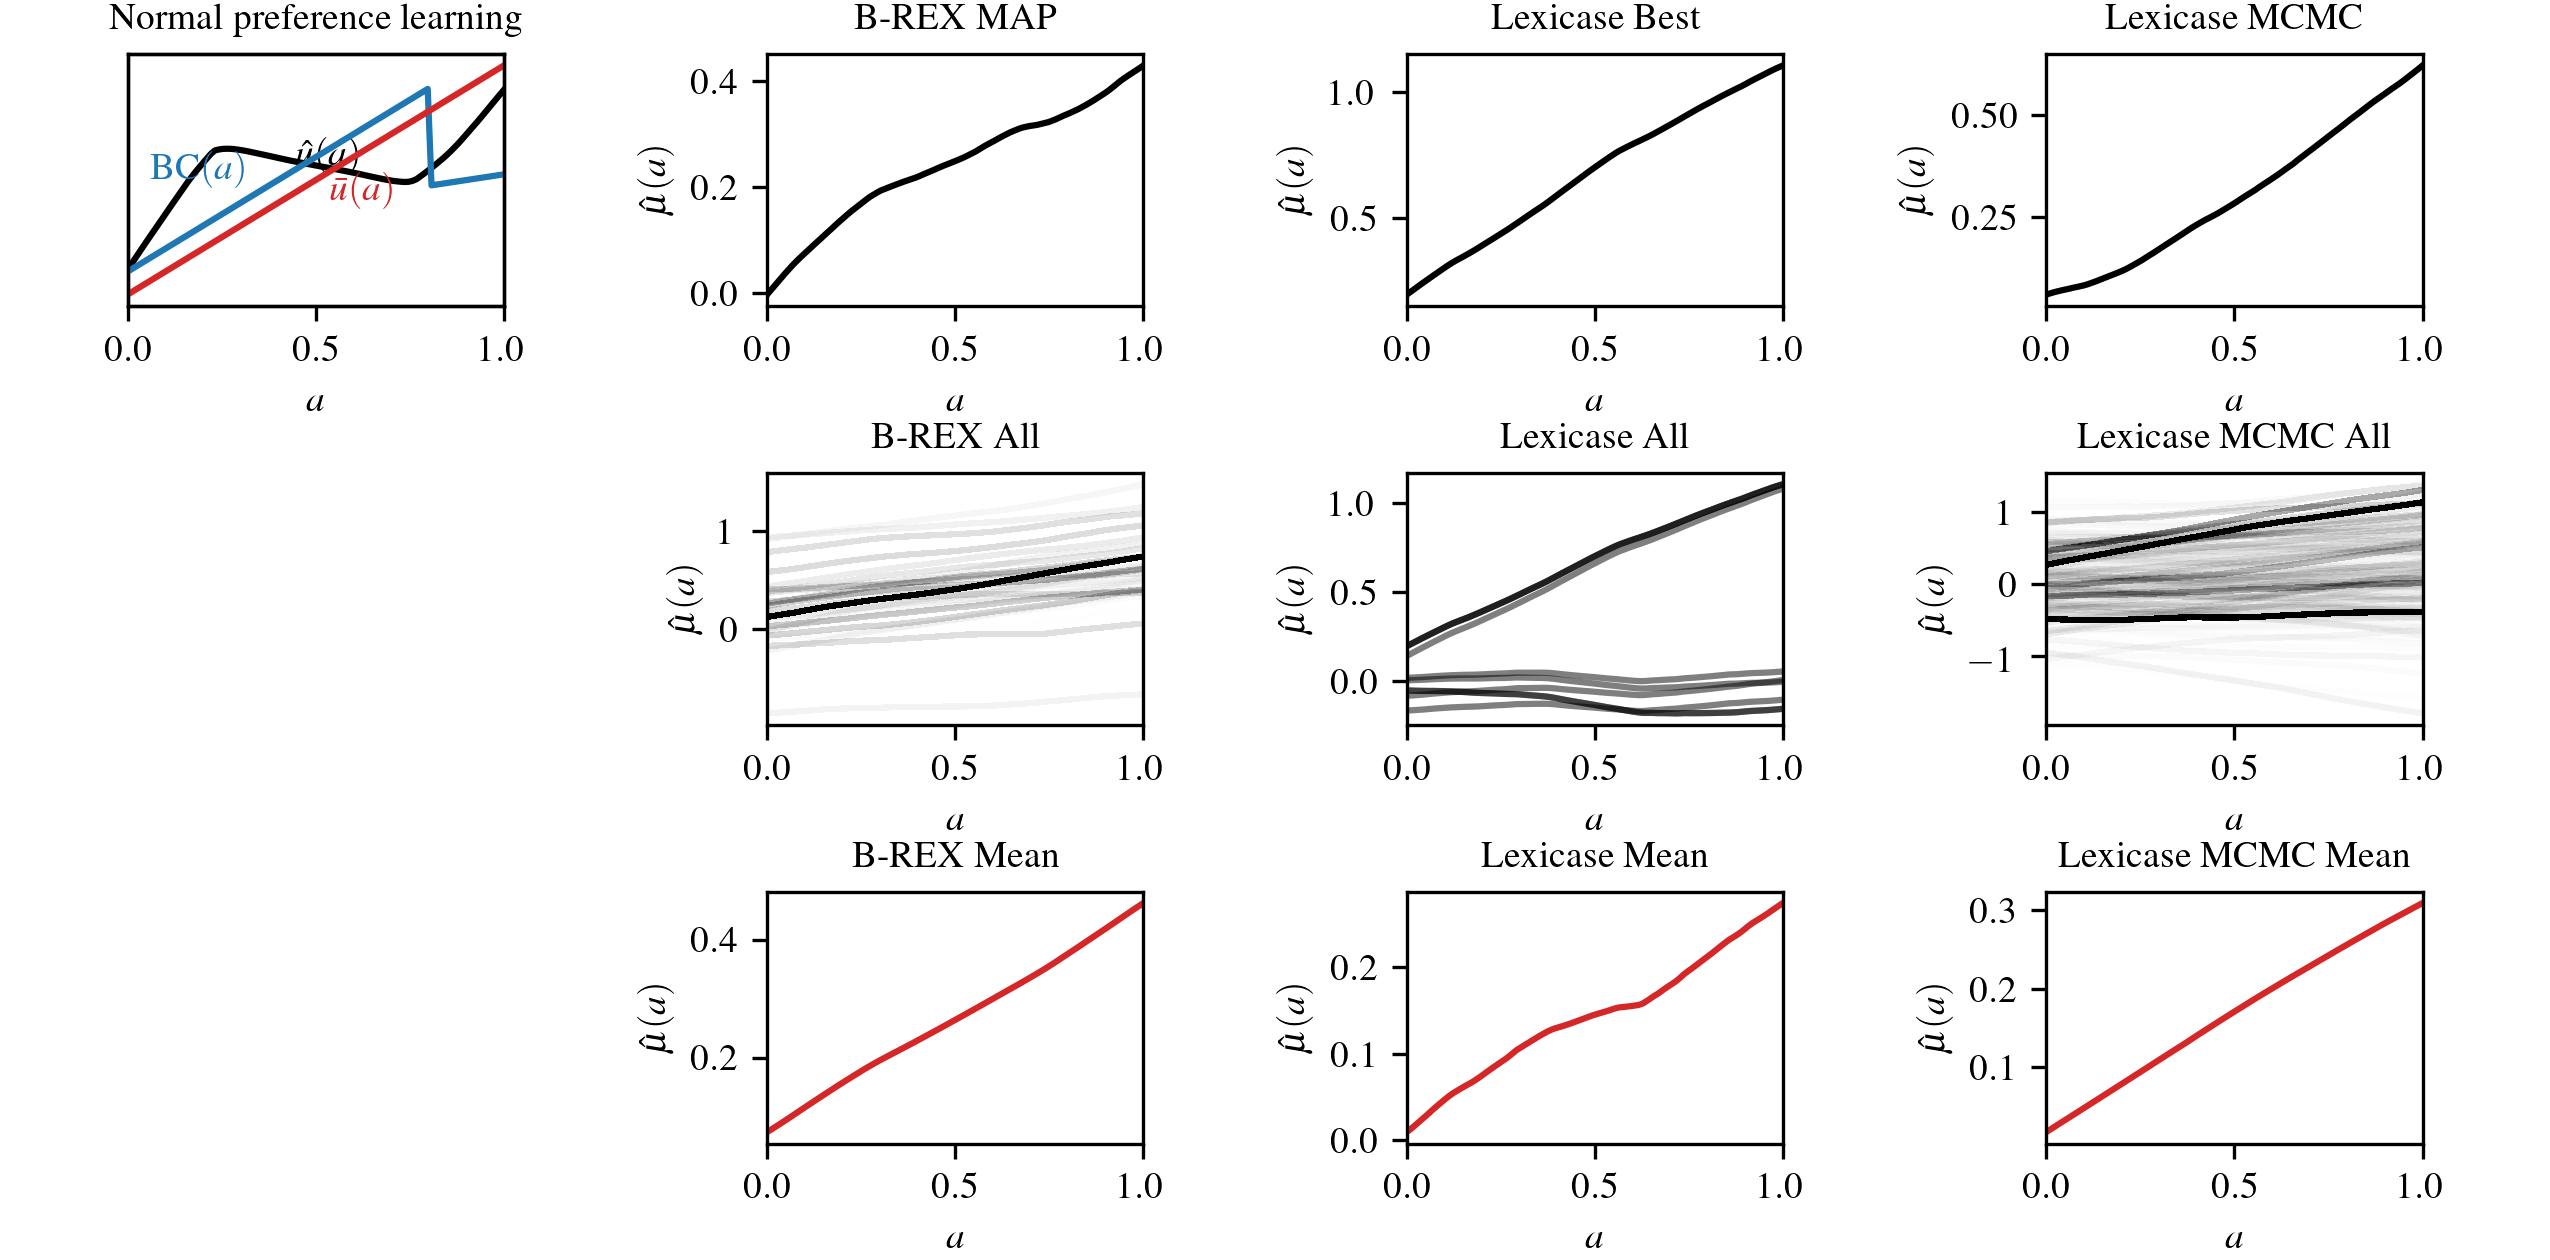 Normal preference learning
BC(a)
û(a)
ū(a)
0.0 0.5 1.0
a
B-REX MAP
0.4
0.2
0.0
μ̂(a)
0.0 0.5 1.0
a
Lexicase Best
1.0
0.5
μ̂(a)
0.0 0.5 1.0
a
Lexicase MCMC
0.50
0.25
μ̂(a)
0.0 0.5 1.0
a
B-REX All
1
0
μ̂(a)
0.0 0.5 1.0
a
Lexicase All
1.0
0.5
0.0
μ̂(a)
0.0 0.5 1.0
a
Lexicase MCMC All
1
0
−1
μ̂(a)
0.0 0.5 1.0
a
B-REX Mean
0.4
0.2
μ̂(a)
0.0 0.5 1.0
a
Lexicase Mean
0.2
0.1
0.0
μ̂(a)
0.0 0.5 1.0
a
Lexicase MCMC Mean
0.3
0.2
0.1
μ̂(a)
0.0 0.5 1.0
a